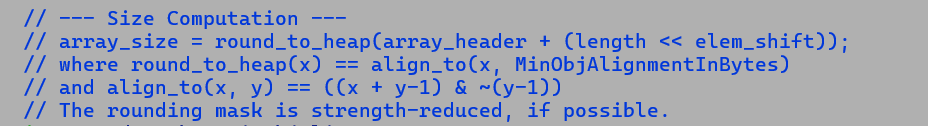 // --- Size Computation ---
// array_size = round_to_heap(array_header + (length << elem_shift));
// where round_to_heap(x) == align_to(x, MinObjAlignmentInBytes)
// and align_to(x, y) == ((x + y-1) & ~(y-1))
// The rounding mask is strength-reduced, if possible.